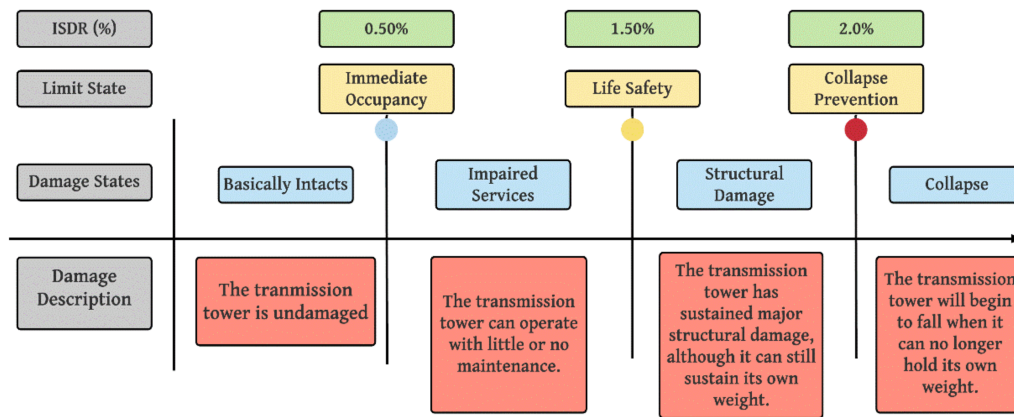 ISDR (%)
0.50%
1.50%
2.0%
Limit State
Immediate
Occupancy
Life Safety
Collapse
Prevention
Damage States
Basically Intacts
Impaired
Services
Structural
Damage
Collapse
Damage
Description
The tranmission
tower is undamaged
The transmission
tower can operate
with little or no
maintenance.
The transmission
tower has
sustained major
structural damage,
although it can still
sustain its own
weight.
The transmission
tower will begin
to fall when it
can no longer
hold its own
weight.